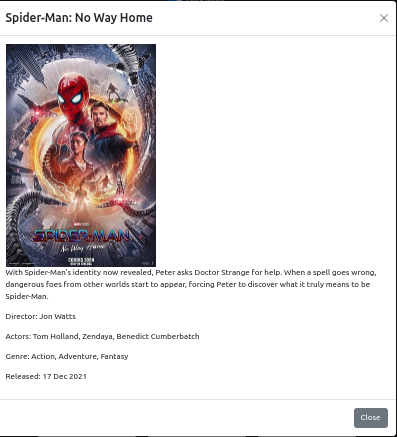 Spider-Man: No Way Home
SPIDER-MAN
No Way Home
COMING SOON
With Spider-Man's identity now revealed, Peter asks Doctor Strange for help. When a spell goes wrong,
dangerous foes from other worlds start to appear, forcing Peter to discover what it truly means to be
Spider-Man.
Director: Jon Watts
Actors: Tom Holland, Zendaya, Benedict Cumberbatch
Genre: Action, Adventure, Fantasy
Released: 17 Dec 2021
Close